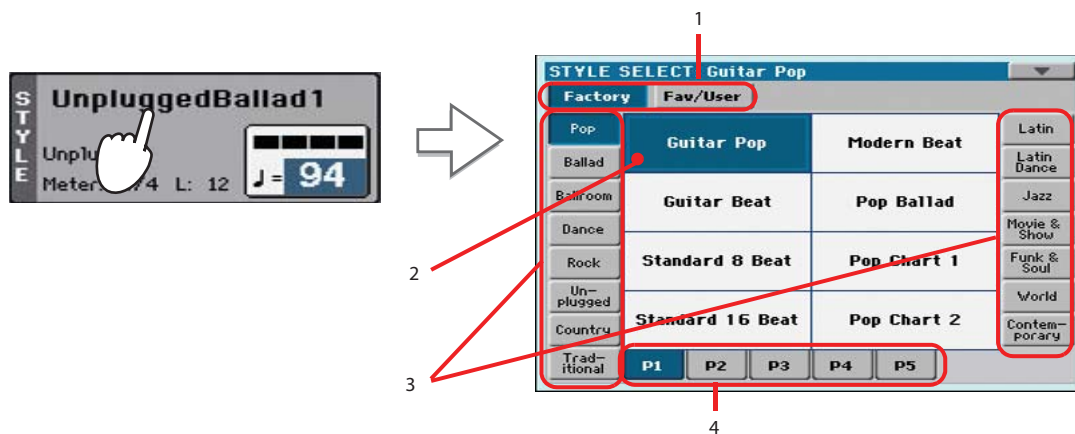 1
STYLE
UnpluggedBallad1
Unplu
Meter: /4 L: 12
♩= 94
STYLE SELECT Guitar Pop
Factory Fav/User
Pop
Ballad
Ballroom
Dance
Rock
Un-
plugged
Country
Trad-
itional
Guitar Pop Modern Beat
Guitar Beat Pop Ballad
Standard 8 Beat Pop Chart 1
Standard 16 Beat Pop Chart 2
Latin
Latin
Dance
Jazz
Movie &
Show
Funk &
Soul
World
Contem-
porary
P1 P2 P3 P4 P5
2
3
4